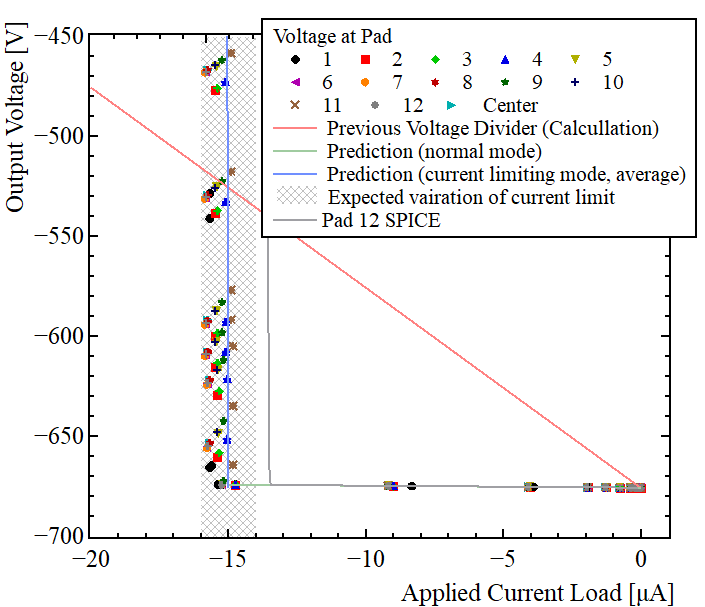 Output Voltage [V]
−450
−500
−550
−600
−650
−700
Voltage at Pad
1 2 3 4 5
6 7 8 9 10
11 12 Center
Previous Voltage Divider (Calcullation)
Prediction (normal mode)
Prediction (current limiting mode, average)
Expected vairation of current limit
Pad 12 SPICE
−20 −15 −10 −5 0
Applied Current Load [μA]